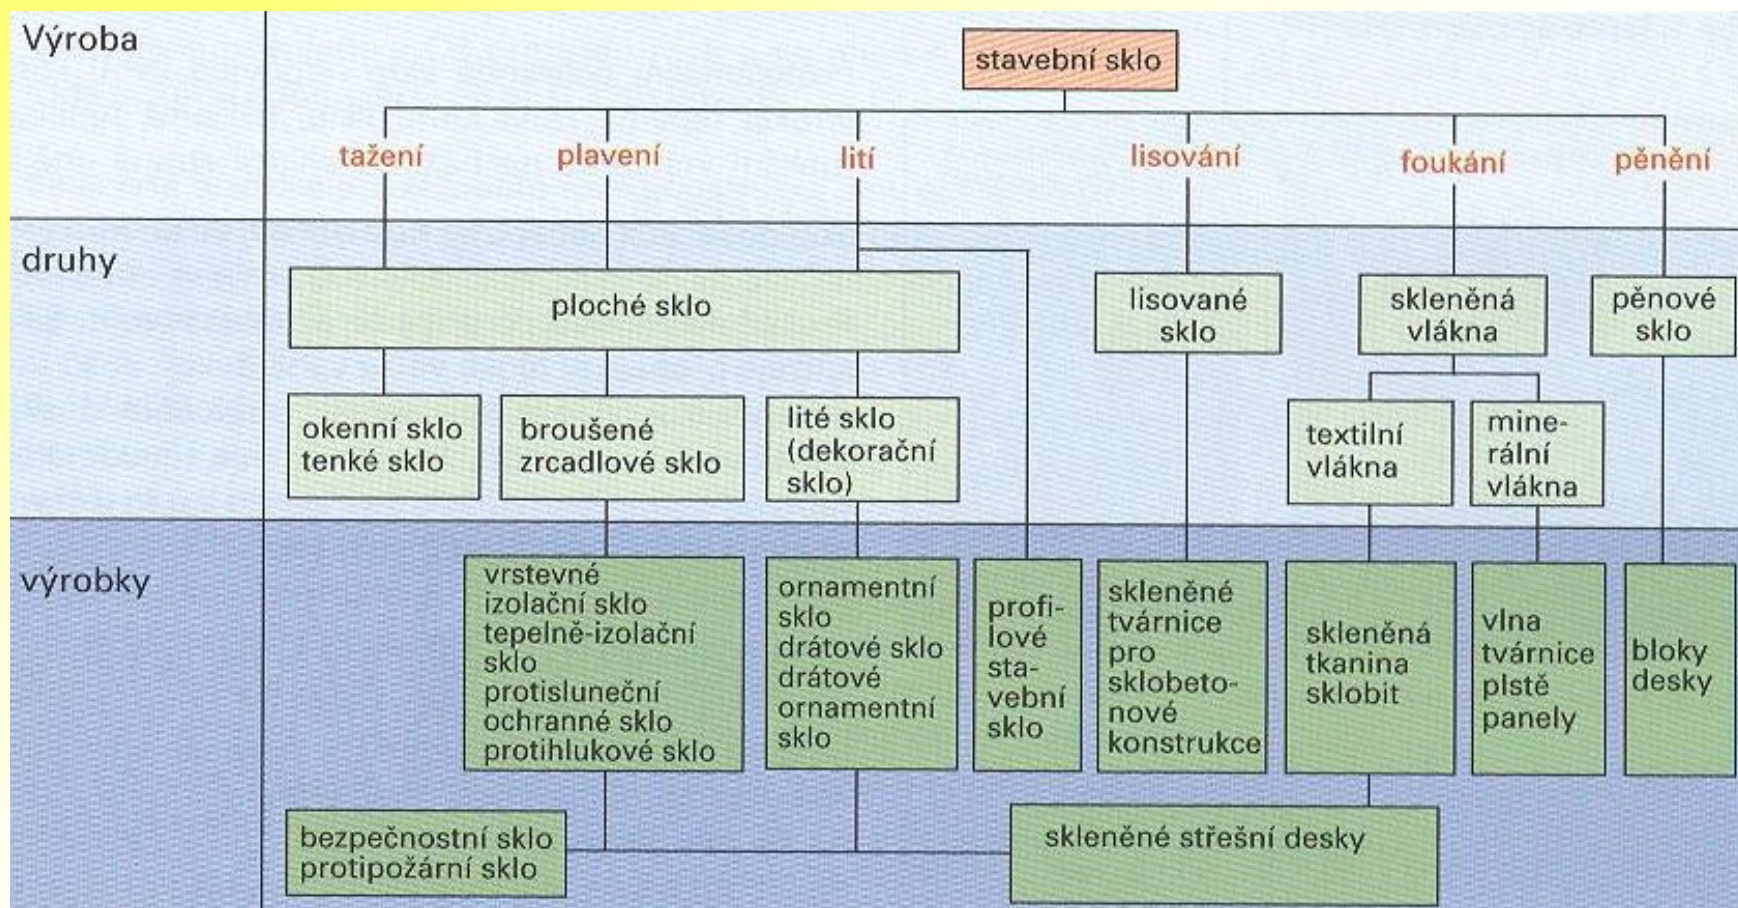 Výroba
stavební sklo
tažení
plavení
lití
lisování
foukání
pěnění
druhy
ploché sklo
lisované
sklo
skleněná
vlákna
pěnové
sklo
okenní sklo
tenké sklo
broušené
zrcadlové sklo
lité sklo
(dekorační
sklo)
textilní
vlákna
mine-
rální
vlákna
výrobky
vrstevné
izolační sklo
tepelně-izolační
sklo
protisluneční
ochranné sklo
protihlukové sklo
ornamentní
sklo
drátové sklo
drátové
ornamentní
sklo
profi-
lové
sta-
vební
sklo
skleněné
tvárnice
pro
sklobeto-
nové
konstrukce
skleněná
tkanina
sklobit
vlna
tvárnice
plstě
panely
bloky
desky
bezpečnostní sklo
protipožární sklo
skleněné střešní desky